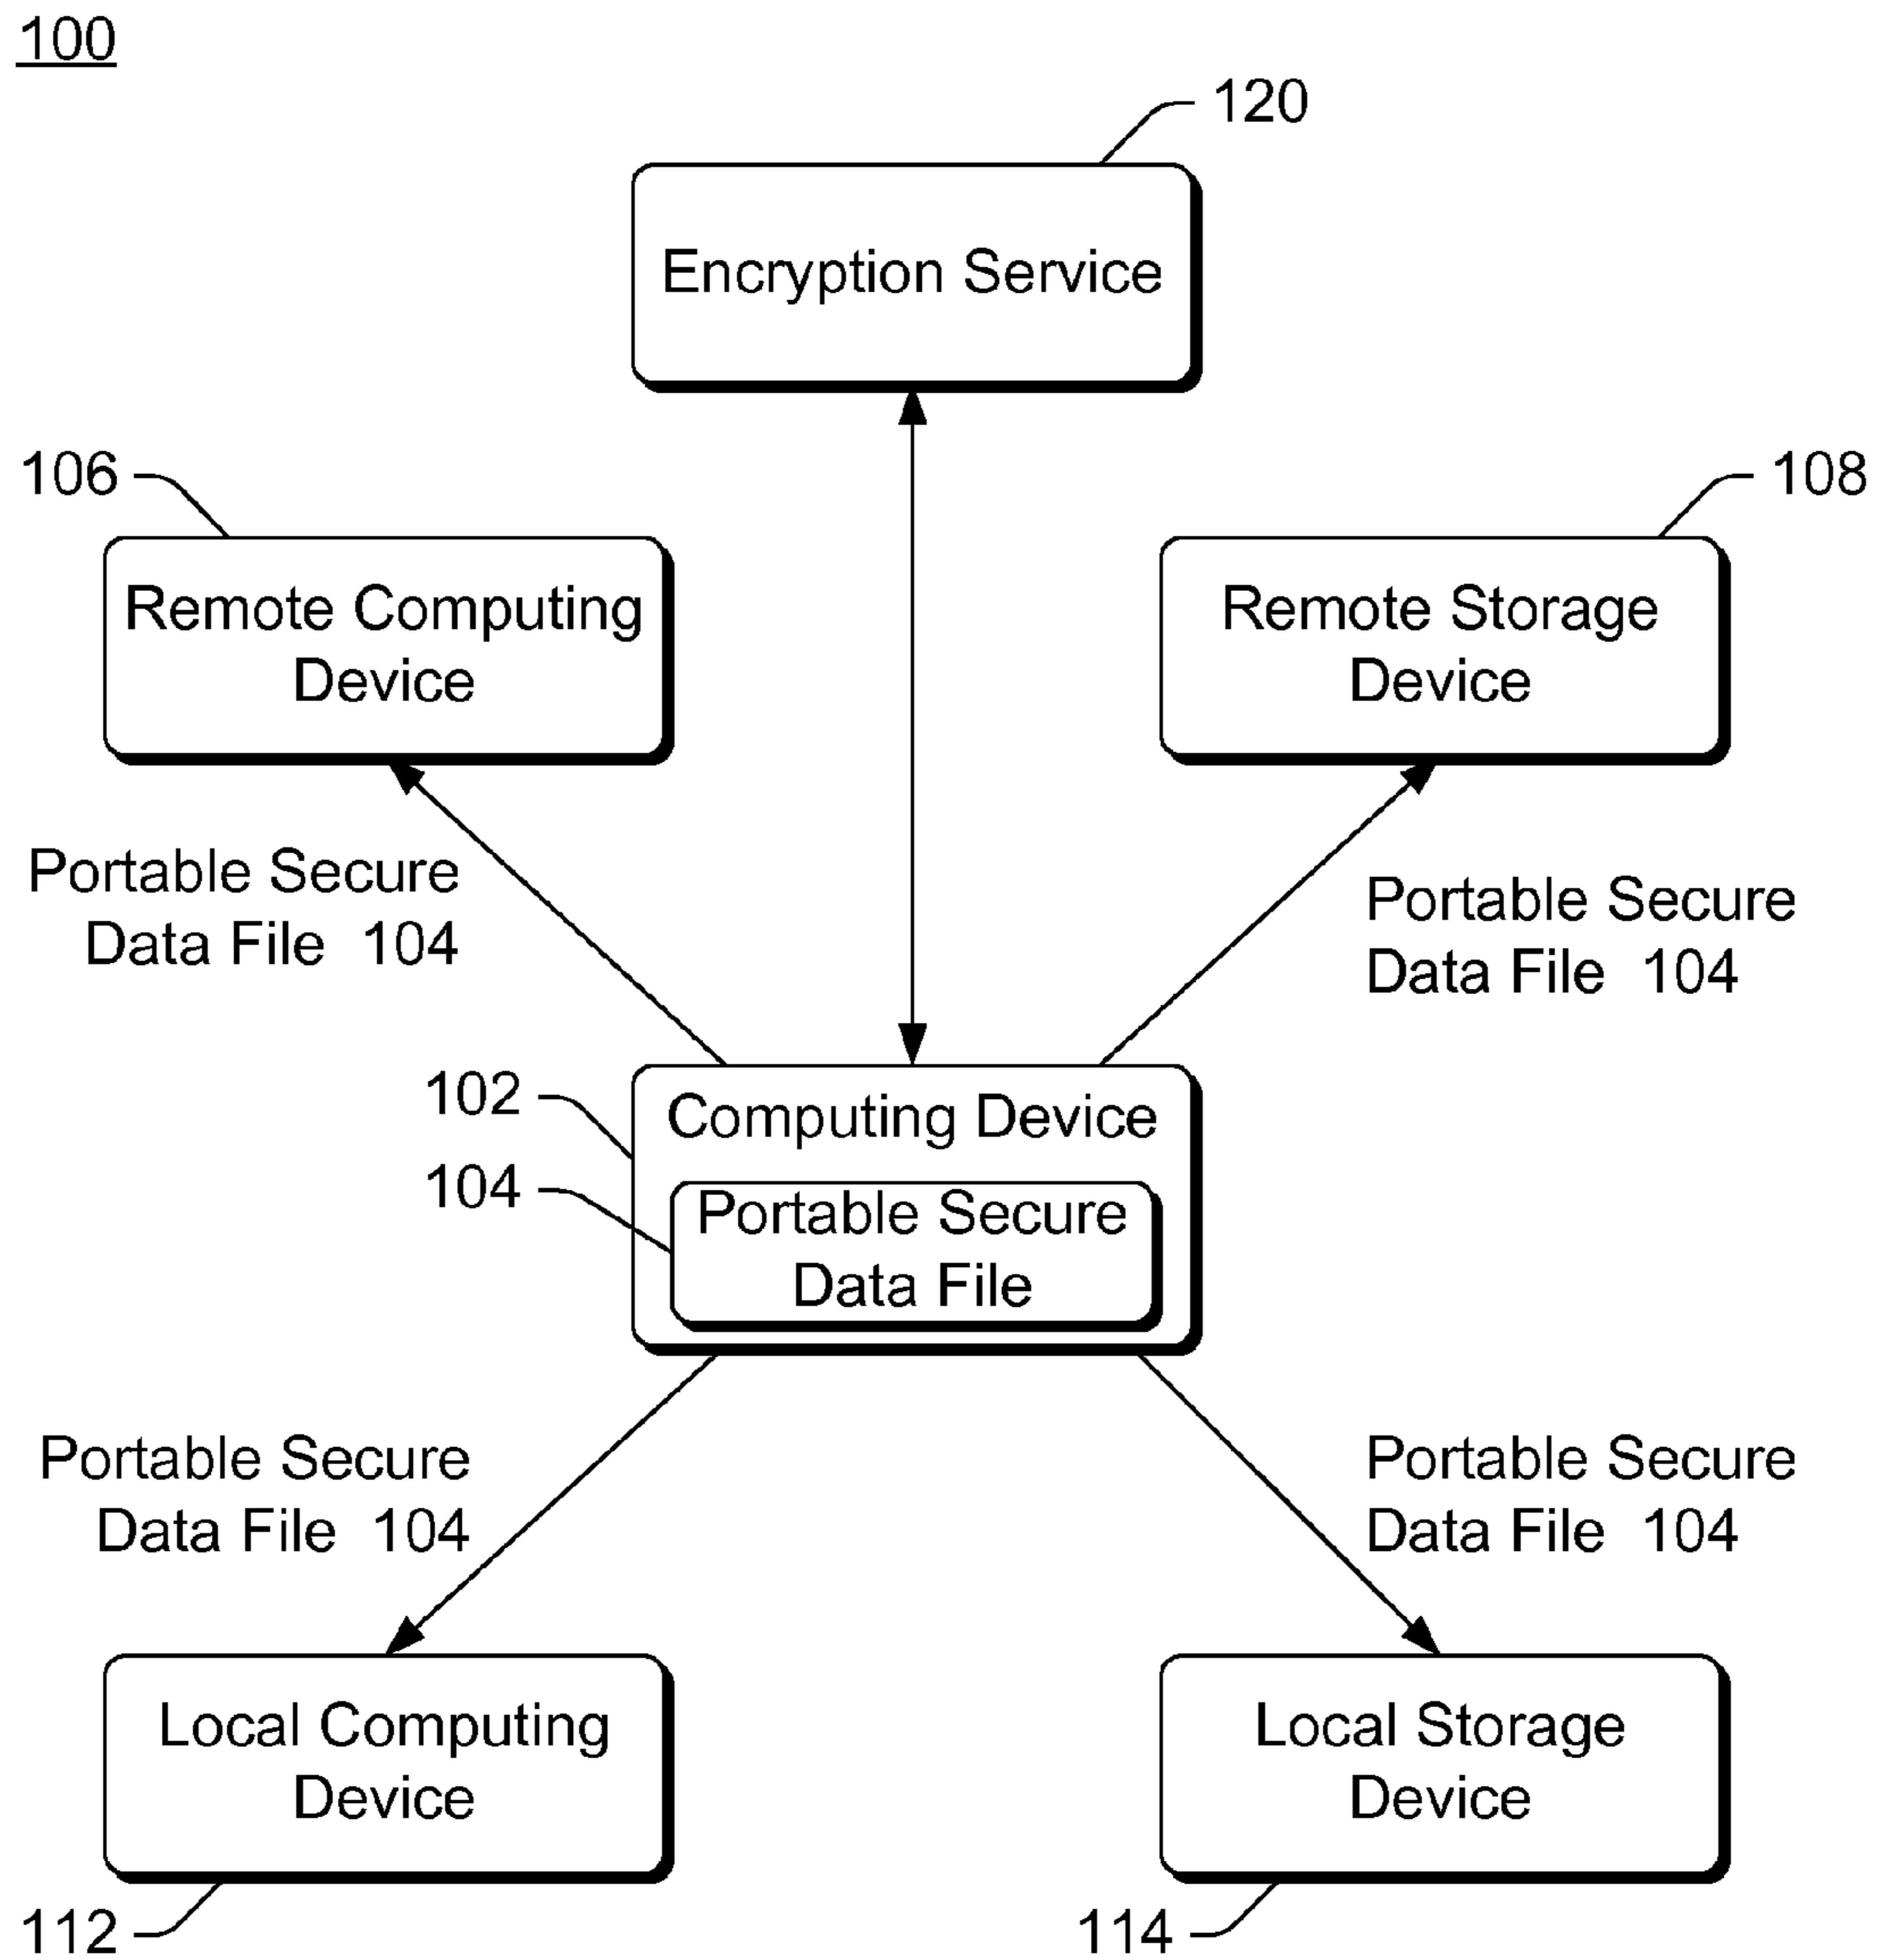 100
120
Encryption Service
106
108
Remote Computing
Device
Remote Storage
Device
Portable Secure
Data File 104
Portable Secure
Data File 104
102
Computing Device
104
Portable Secure
Data File
Portable Secure
Data File 104
Portable Secure
Data File 104
Local Computing
Device
Local Storage
Device
112
114